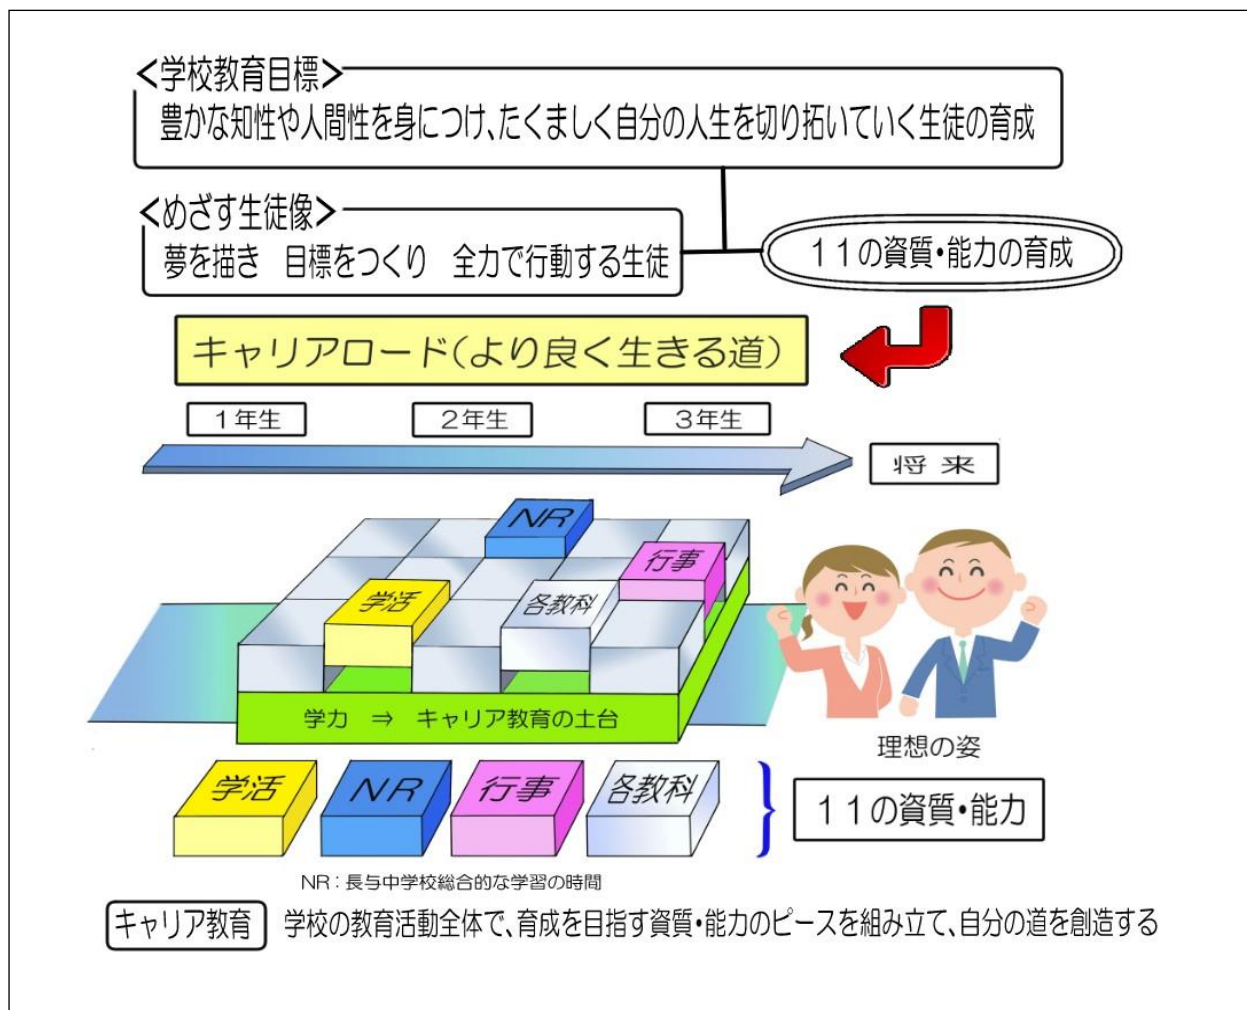 <学校教育目標>
豊かな知性や人間性を身につけ、たくましく自分の人生を切り拓いていく生徒の育成
<めざす生徒像>
夢を描き　目標をつくり　全力で行動する生徒
１１の資質・能力の育成
キャリアロード（より良く生きる道）
１年生
２年生
３年生
将 来
NR
行事
学活
各教科
学力　⇒　キャリア教育の土台
理想の姿
学活
NR
行事
各教科
１１の資質・能力
NR：長与中学校総合的な学習の時間
キャリア教育
学校の教育活動全体で、育成を目指す資質・能力のピースを組み立て、自分の道を創造する